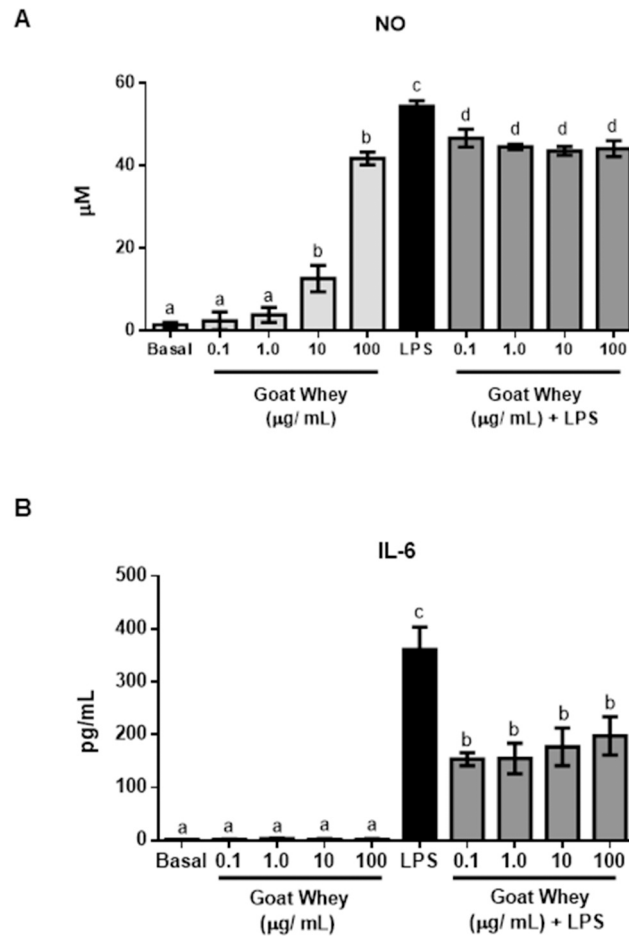 A
NO
c
60
d
d
d
d
b
40
μM
20
b
a
a
a
0
Basal 0.1 1.0 10 100 LPS 0.1 1.0 10 100
Goat Whey
(μg/ mL)
Goat Whey
(μg/ mL) + LPS
B
IL-6
500
c
400
pg/mL
300
b
b
b
b
200
100
a a a a a
0
Basal 0.1 1.0 10 100 LPS 0.1 1.0 10 100
Goat Whey
(μg/ mL)
Goat Whey
(μg/ mL) + LPS